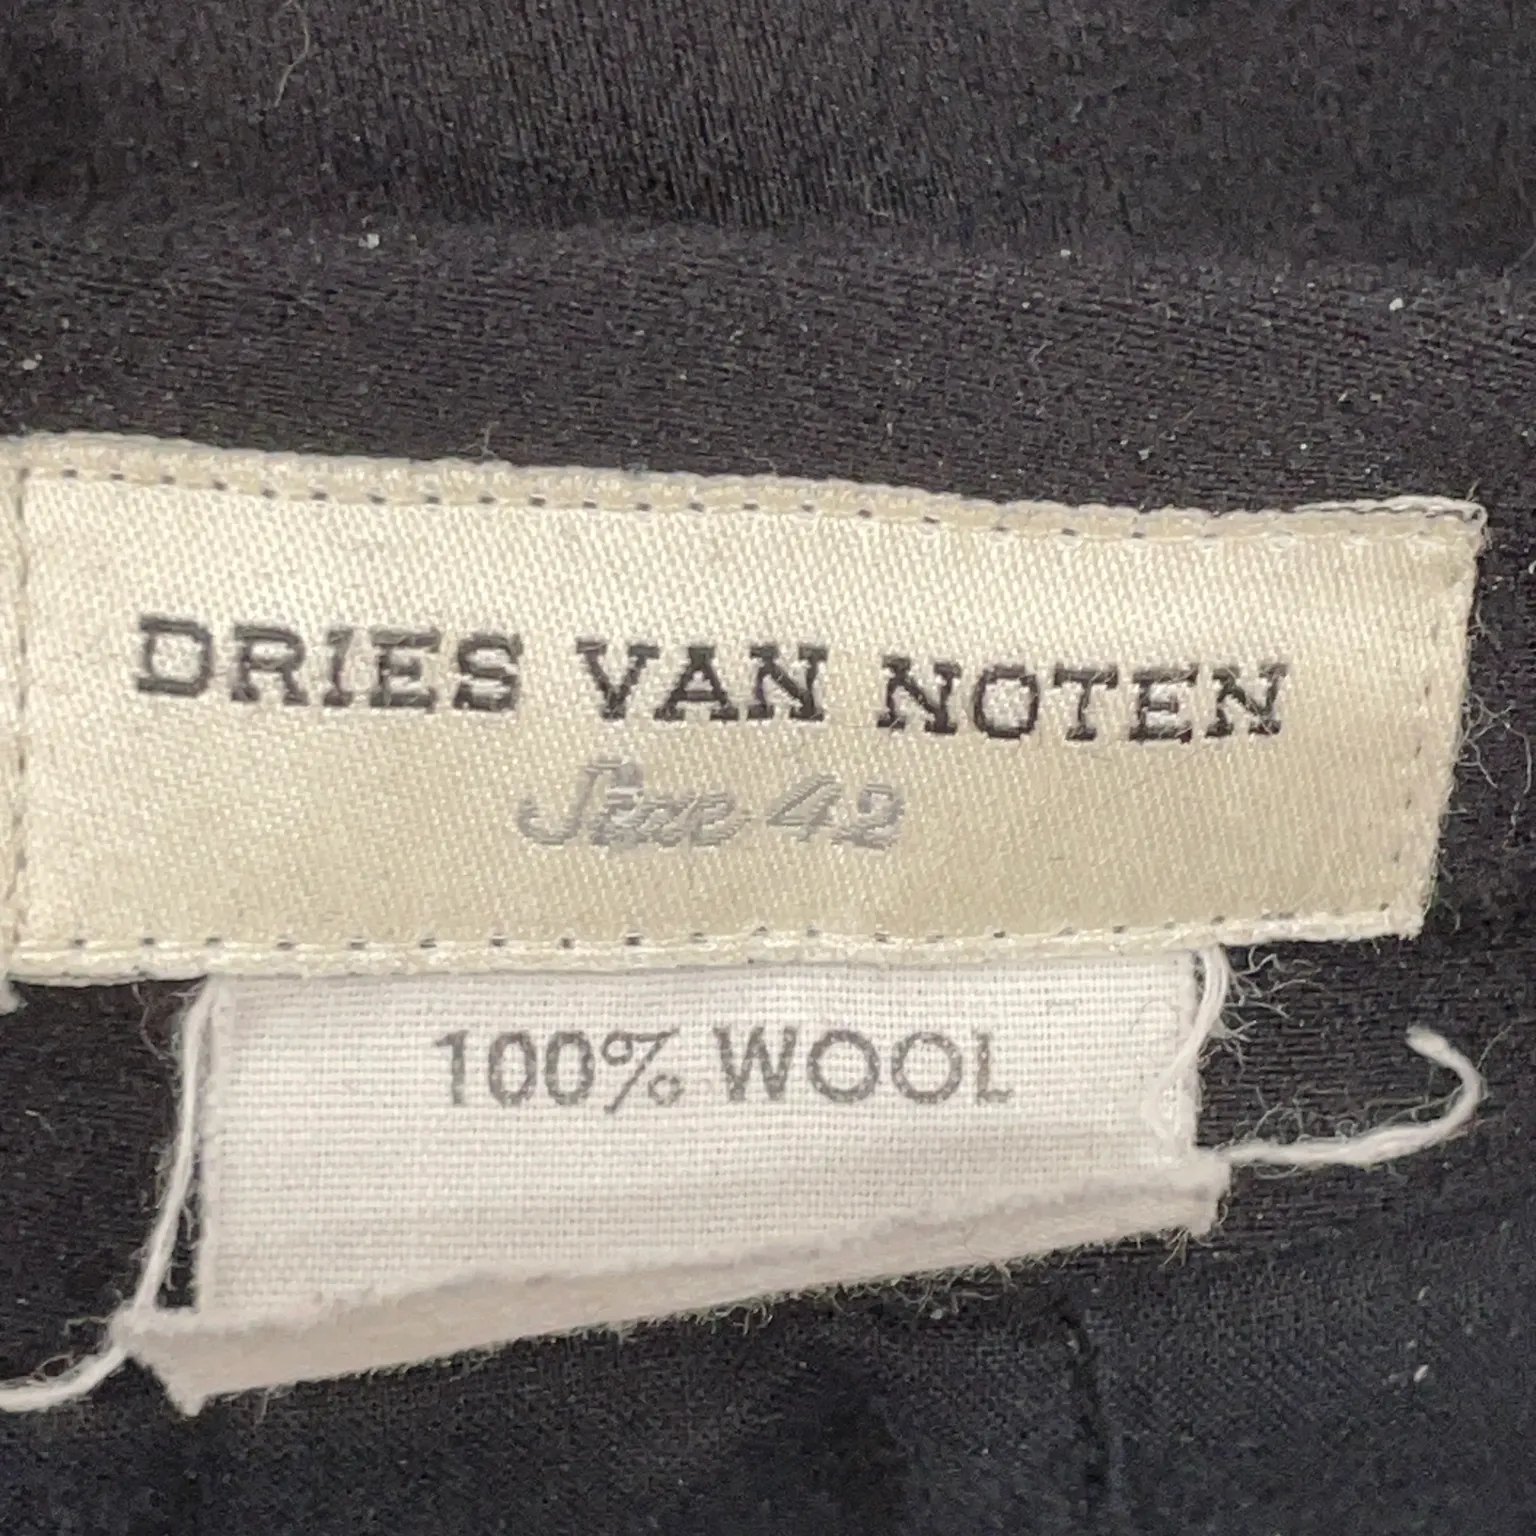 DRIES VAN NOTEN
Size 42
100% WOOL